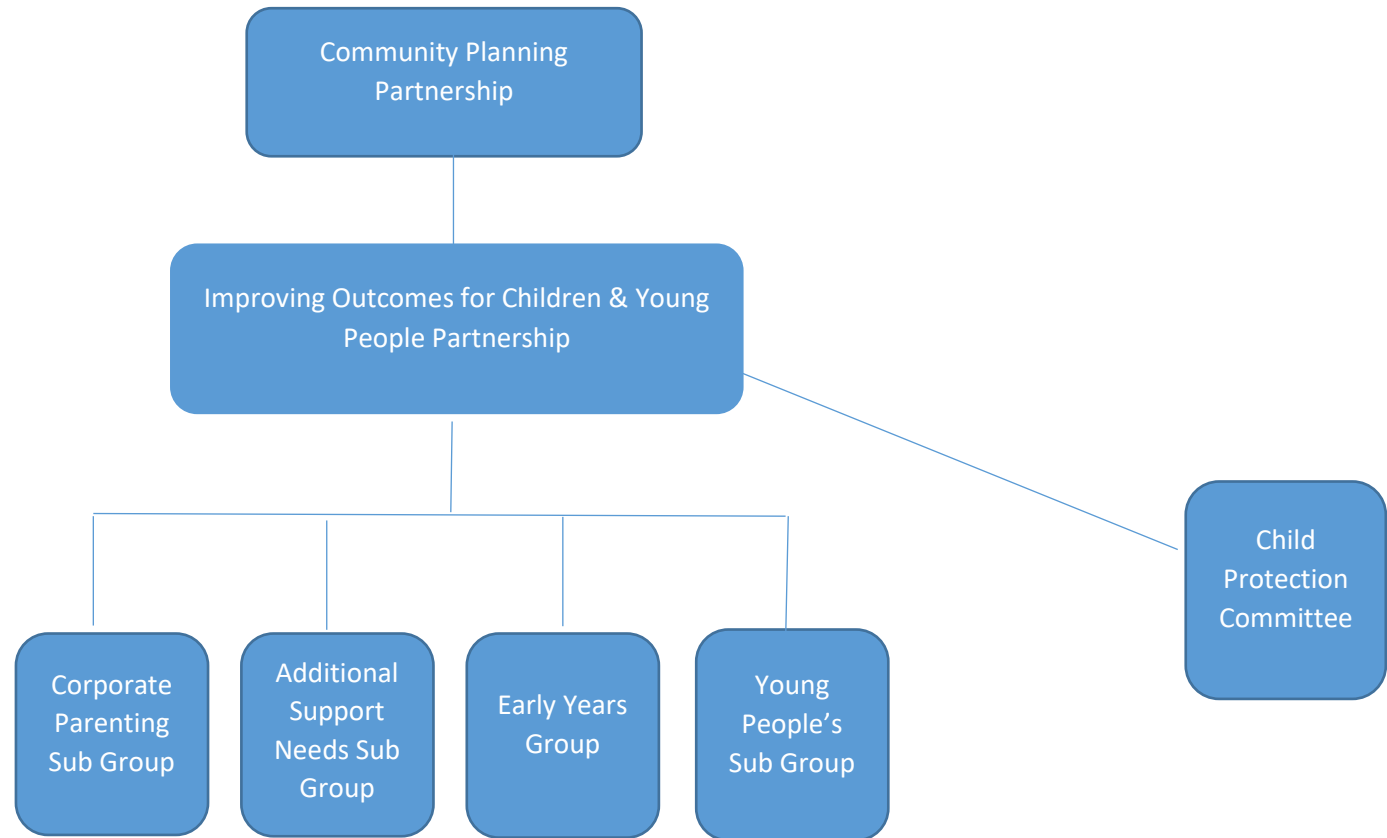 Community Planning
Partnership
Improving Outcomes for Children & Young
People Partnership
Child
Protection
Committee
Corporate
Parenting
Sub Group
Additional
Support
Needs Sub
Group
Early Years
Group
Young
People’s
Sub Group